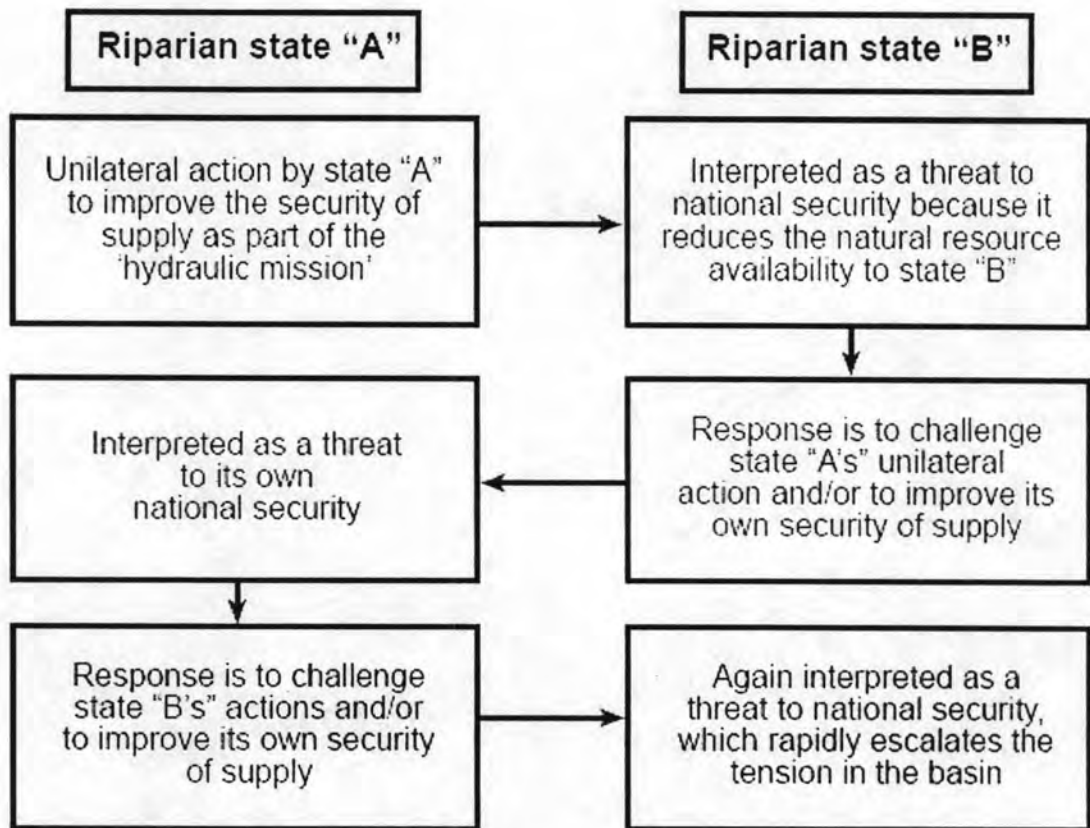 Riparian state “A”
Riparian state “B”
Unilateral action by state “A”
to improve the security of
supply as part of the
‘hydraulic mission’
Interpreted as a threat to
national security because it
reduces the natural resource
availability to state “B”
Response is to challenge
state “A’s” unilateral
action and/or to improve its
own security of supply
Interpreted as a threat
to its own
national security
Response is to challenge
state “B’s” actions and/or
to improve its own security
of supply
Again interpreted as a
threat to national security,
which rapidly escalates the
tension in the basin